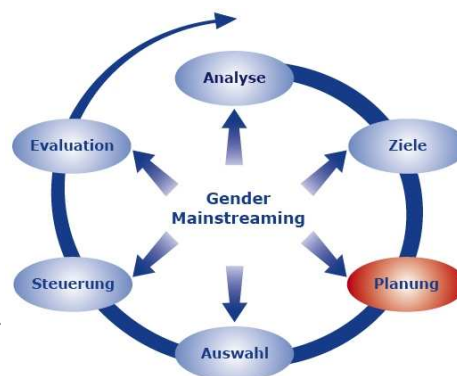 Analyse
Evaluation
Ziele
Gender
Mainstreaming
Steuerung
Planung
Auswahl